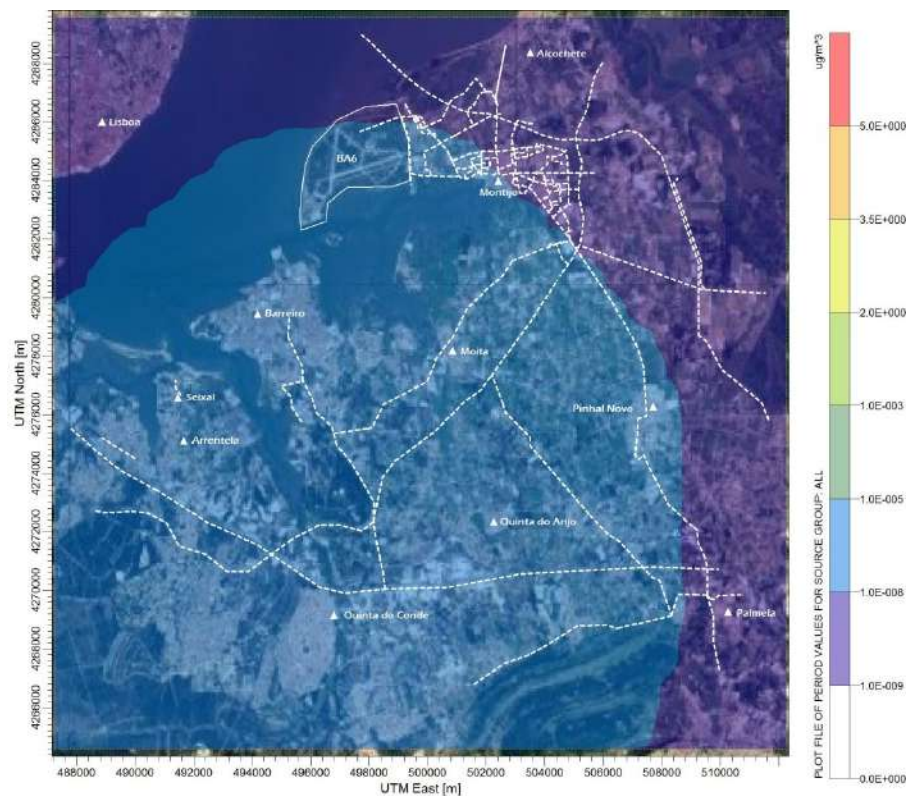 ug/m^3
5.0E+000
3.5E+000
2.0E+000
1.0E-003
1.0E-005
1.0E-008
1.0E-009
0.0E+000
PLOT FILE OF PERIOD VALUES FOR SOURCE GROUP: ALL
UTM North [m]
4288000
4286000
4284000
4282000
4280000
4278000
4276000
4274000
4272000
4270000
4268000
4266000
Alcochete
Lisboa
BA6
Montijo
Barreiro
Moita
Seixal
Pinhal Novo
Arrentela
Quinta do Anjo
Quinta do Conde
Palmela
488000 490000 492000 494000 496000 498000 500000 502000 504000 506000 508000 510000
UTM East [m]